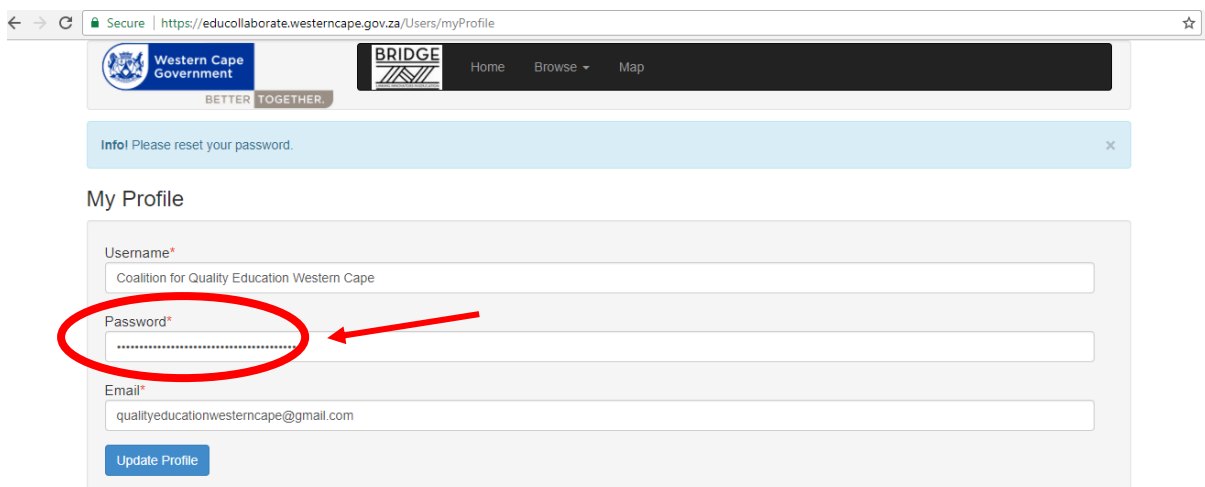 Secure | https://educollaborate.westerncape.gov.za/Users/myProfile
Western Cape
Government
BETTER TOGETHER.
BRIDGE
Home Browse Map
Info! Please reset your password. ×
My Profile
Username*
Coalition for Quality Education Western Cape
Password*
Email*
qualityeducationwesterncape@gmail.com
Update Profile